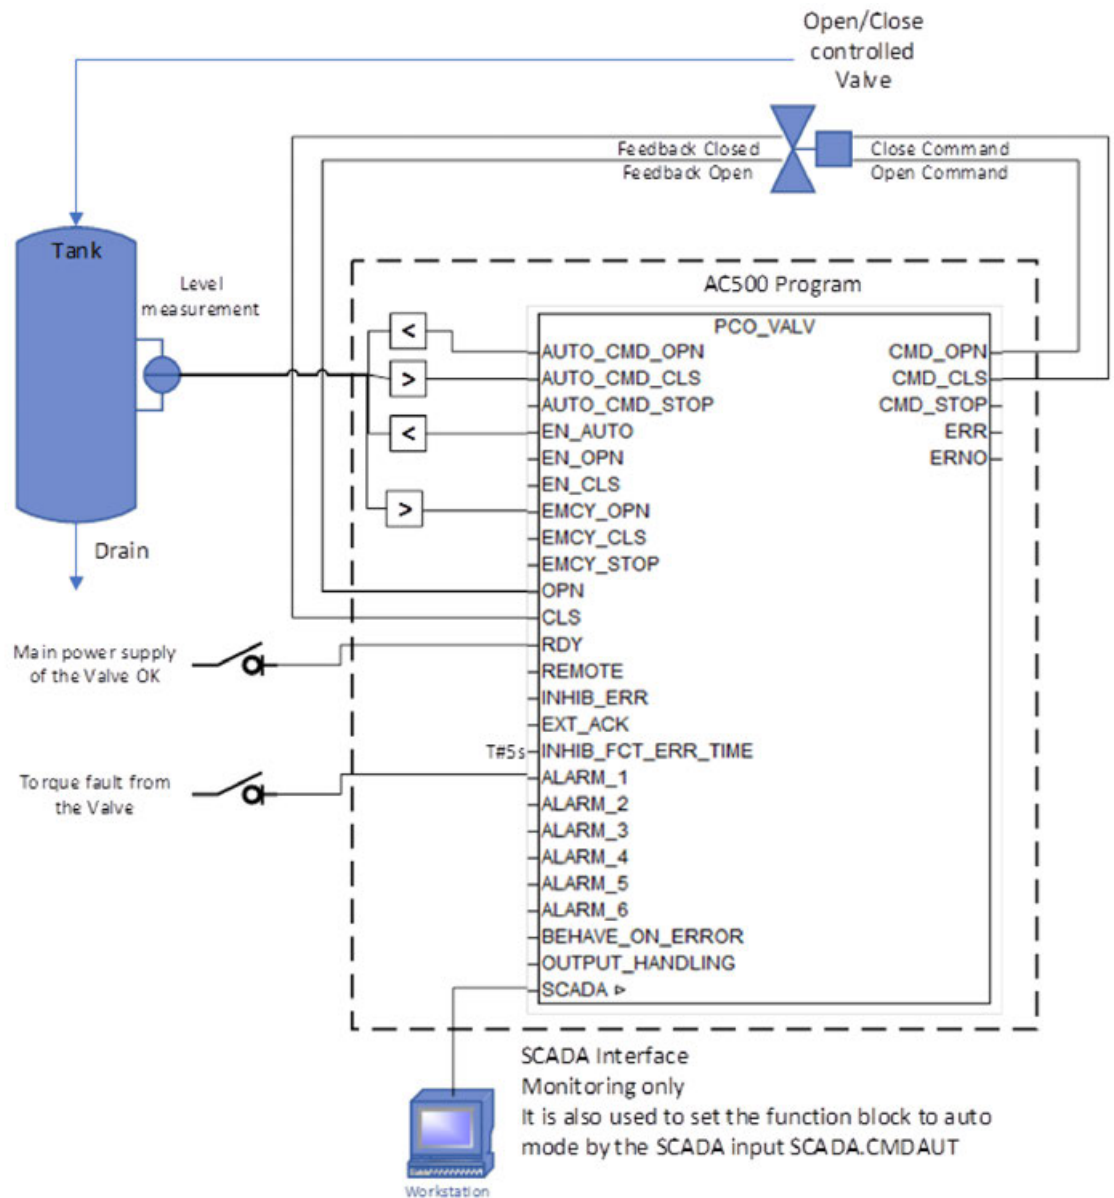 Open/Close
controlled
Valve
Feedback Closed
Close Command
Feedback Open
Open Command
Tank
Level
measurement
AC500 Program
PCO_VALV
<
AUTO_CMD_OPN
CMD_OPN
>
AUTO_CMD_CLS
CMD_CLS
AUTO_CMD_STOP
CMD_STOP
<
EN_AUTO
ERR
EN_OPN
ERNO
EN_CLS
>
EMCY_OPN
EMCY_CLS
Drain
EMCY_STOP
OPN
CLS
Main power supply
of the Valve OK
RDY
REMOTE
INHIB_ERR
EXT_ACK
T#5s
INHIB_FCT_ERR_TIME
Torque fault from
the Valve
ALARM_1
ALARM_2
ALARM_3
ALARM_4
ALARM_5
ALARM_6
BEHAVE_ON_ERROR
OUTPUT_HANDLING
SCADA ⊳
SCADA Interface
Monitoring only
It is also used to set the function block to auto
mode by the SCADA input SCADA.CMDAUT
Workstation